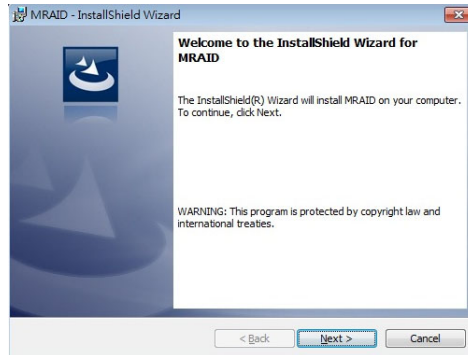 MRAID - InstallShield Wizard
Welcome to the InstallShield Wizard for
MRAID
The InstallShield(R) Wizard will install MRAID on your computer.
To continue, click Next.
WARNING: This program is protected by copyright law and
international treaties.
< Back
Next >
Cancel